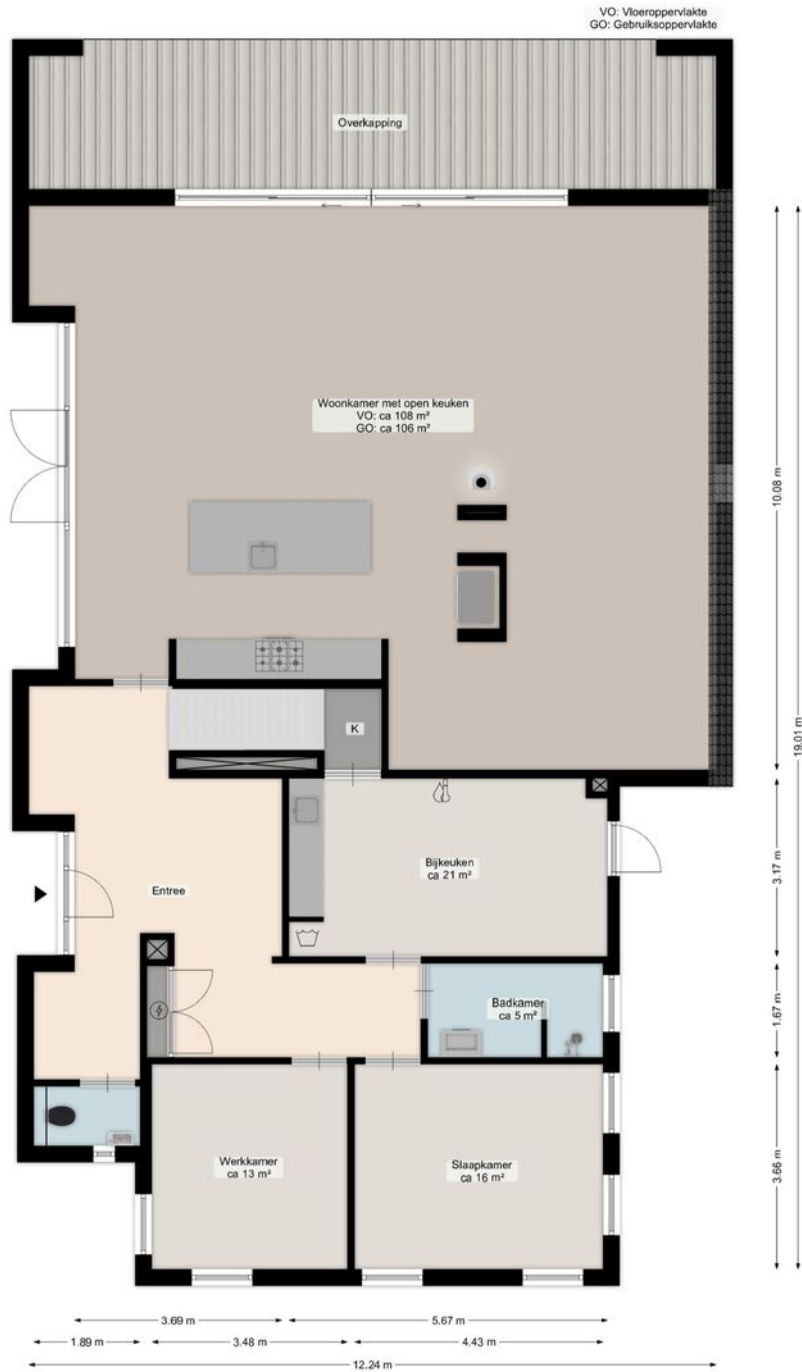 VO: Vloeroppervlakte
GO: Gebruiksoppervlakte
Overkapping
Woonkamer met open keuken
VO: ca 108 m²
GO: ca 106 m²
10.08 m
19.01 m
K
Bijkeuken
ca 21 m²
3.17 m
Entree
Badkamer
ca 5 m²
1.67 m
Werkkamer
ca 13 m²
Slaapkamer
ca 16 m²
3.66 m
3.69 m
5.67 m
1.89 m
3.48 m
4.43 m
12.24 m